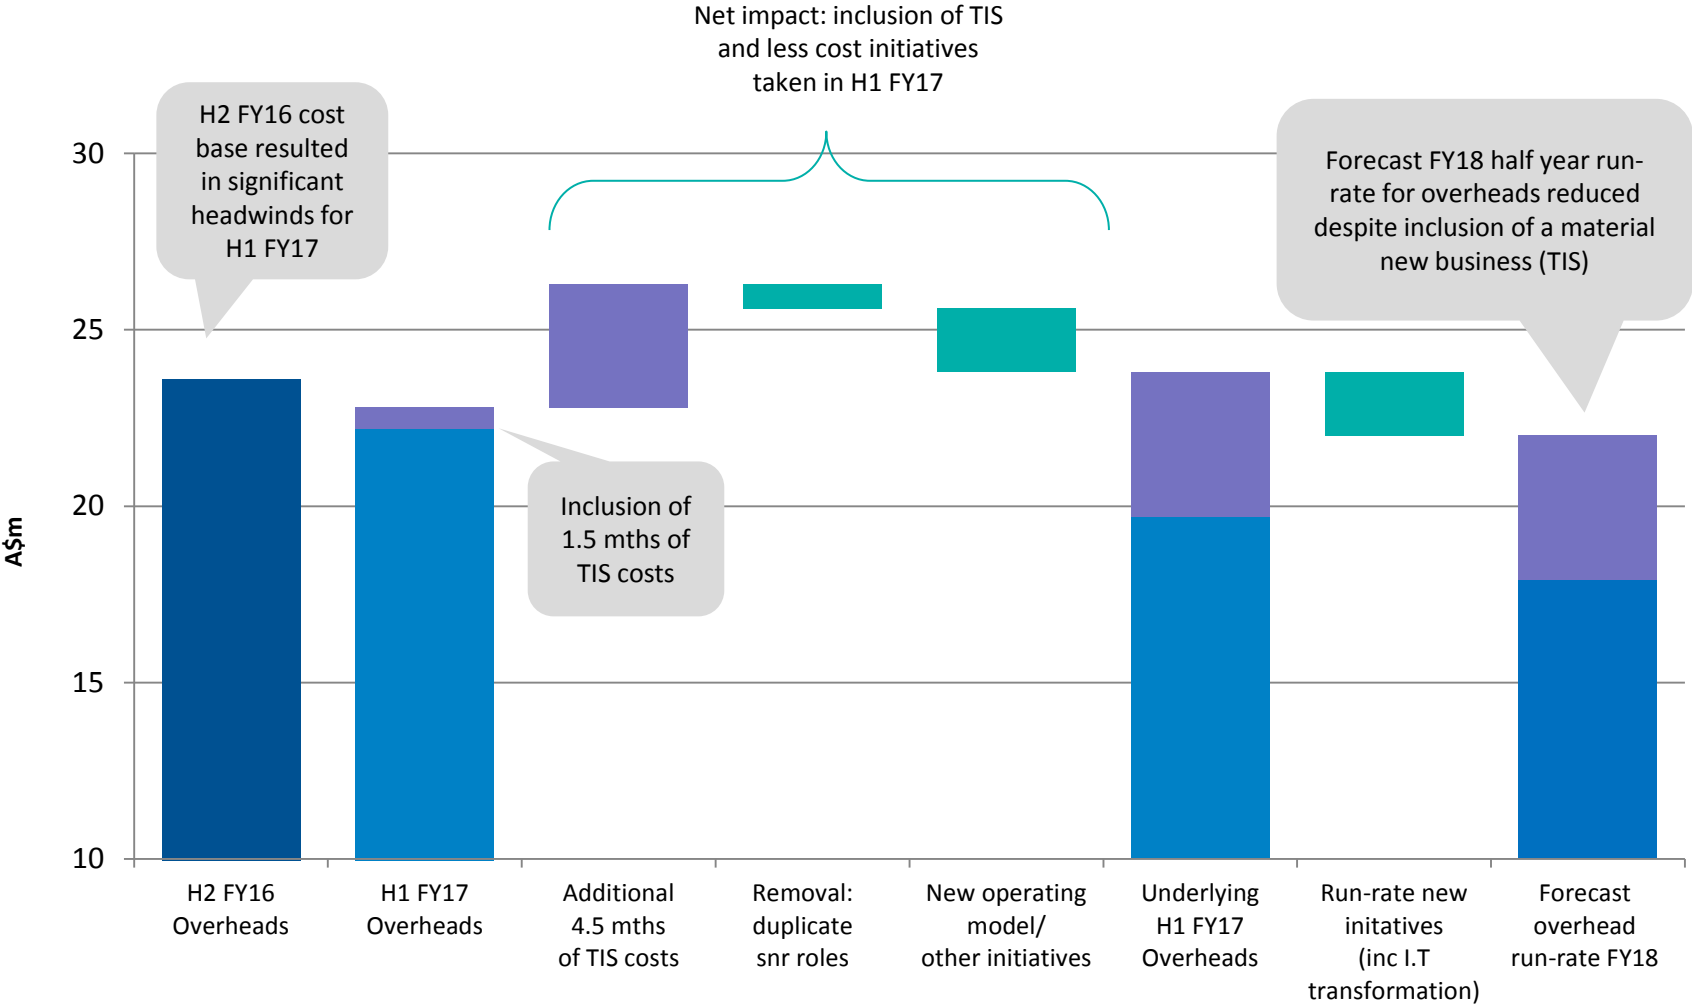 Net impact: inclusion of TIS
and less cost initiatives
taken in H1 FY17
H2 FY16 cost
base resulted
in significant
headwinds for
H1 FY17
Forecast FY18 half year run-
rate for overheads reduced
despite inclusion of a material
new business (TIS)
Inclusion of
1.5 mths of
TIS costs
A$m
30
25
20
15
10
H2 FY16
Overheads
H1 FY17
Overheads
Additional
4.5 mths
of TIS costs
Removal:
duplicate
snr roles
New operating
model/
other initiatives
Underlying
H1 FY17
Overheads
Run-rate new
initatives
(inc I.T
transformation)
Forecast
overhead
run-rate FY18